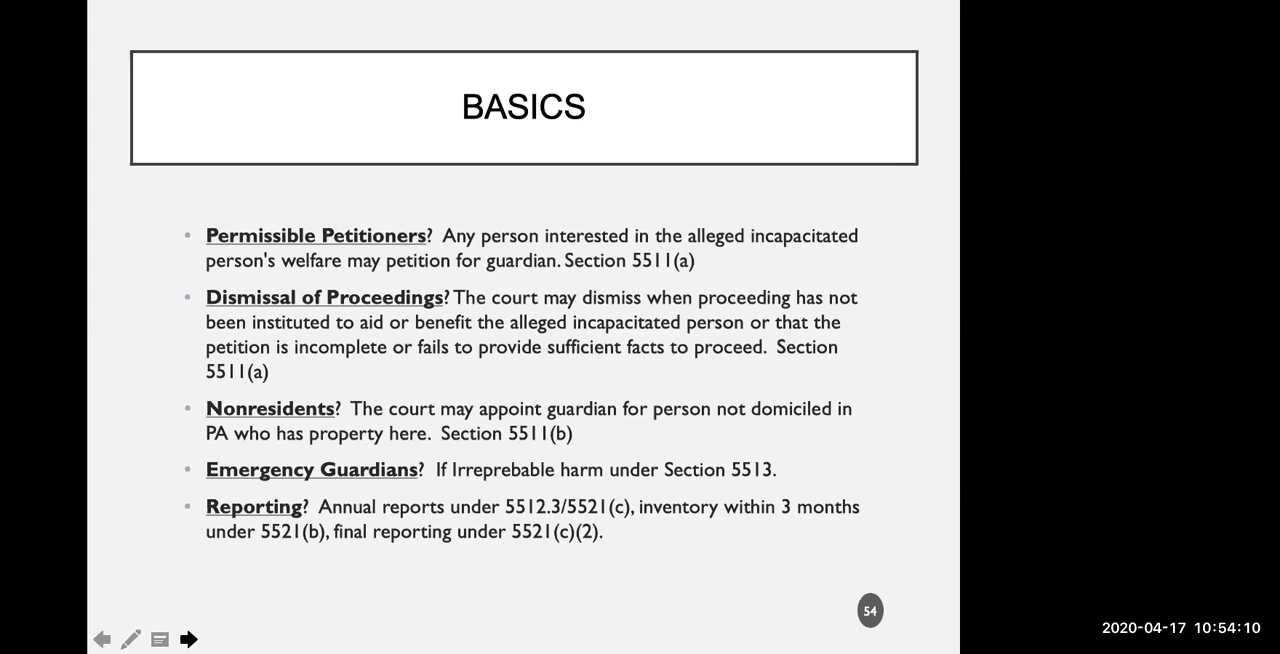 BASICS
• Permissible Petitioners? Any person interested in the alleged incapacitated
person's welfare may petition for guardian. Section 5511(a)
• Dismissal of Proceedings? The court may dismiss when proceeding has not
been instituted to aid or benefit the alleged incapacitated person or that the
petition is incomplete or fails to provide sufficient facts to proceed. Section
5511(a)
• Nonresidents? The court may appoint guardian for person not domiciled in
PA who has property here. Section 5511(b)
• Emergency Guardians? If Irreprebable harm under Section 5513.
• Reporting? Annual reports under 5512.3/5521(c), inventory within 3 months
under 5521(b), final reporting under 5521(c)(2).
54
2020-04-17 10:54:10